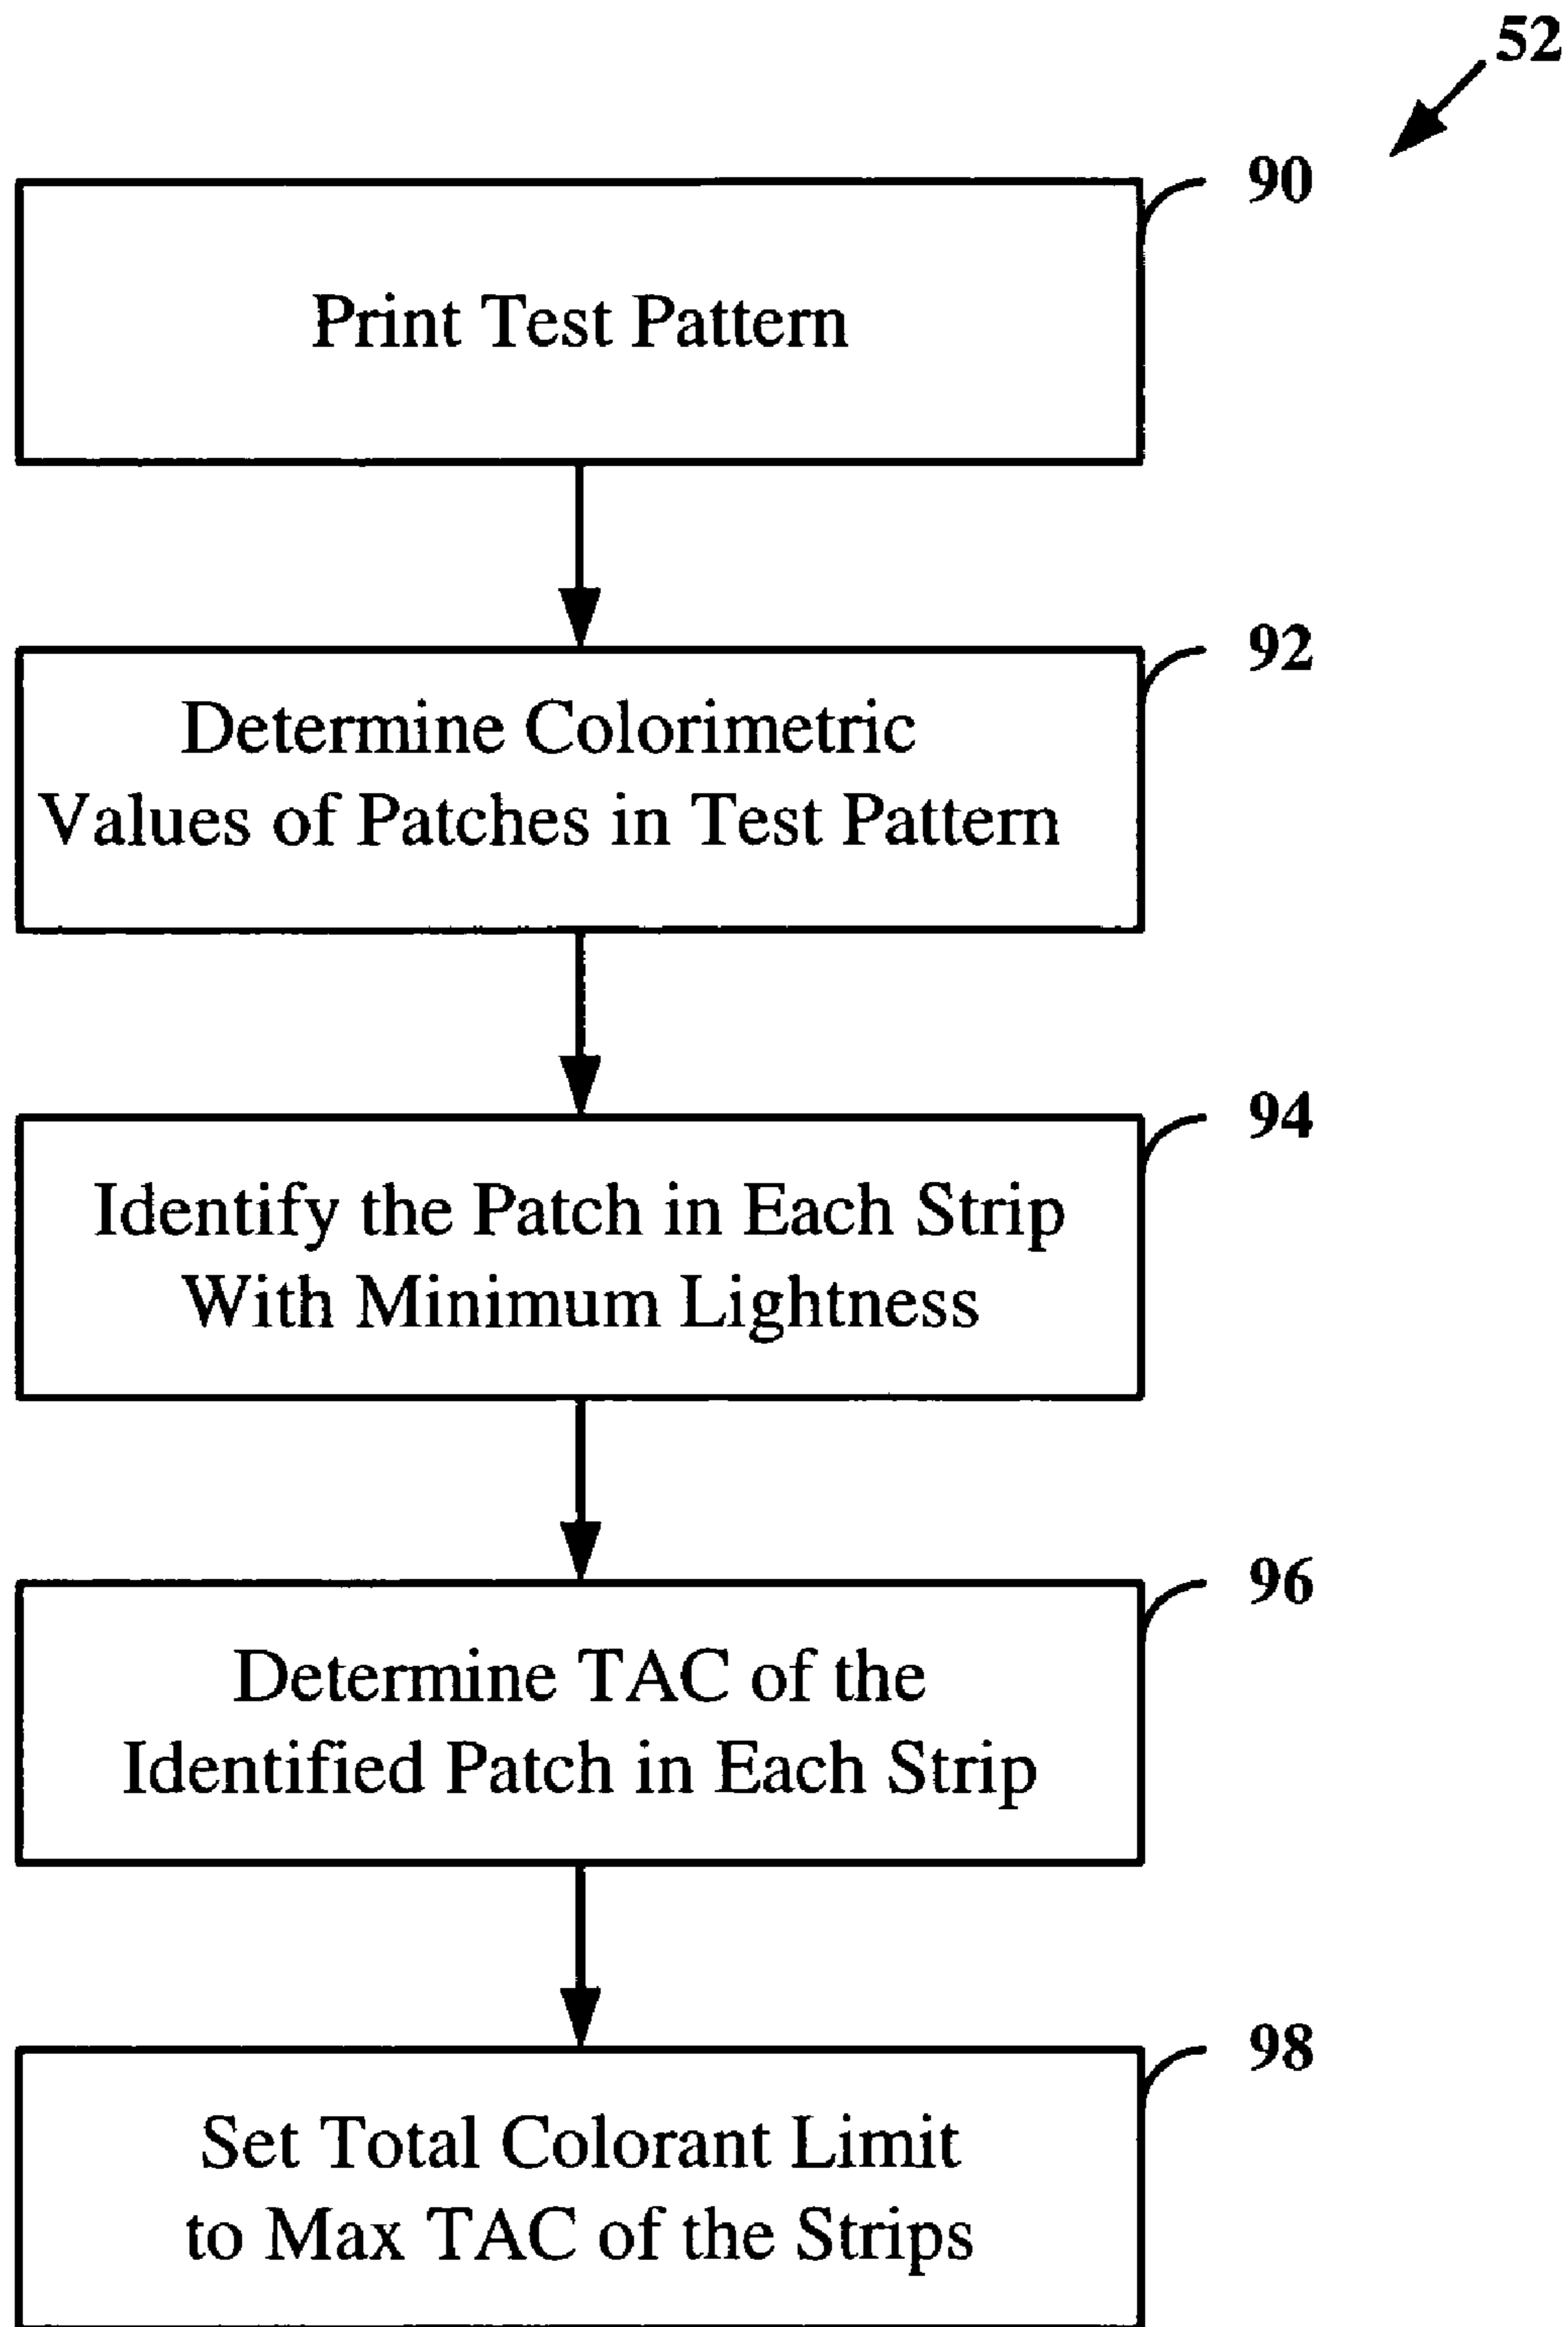 52
90
Print Test Pattern
92
Determine Colorimetric
Values of Patches in Test Pattern
94
Identify the Patch in Each Strip
With Minimum Lightness
96
Determine TAC of the
Identified Patch in Each Strip
98
Set Total Colorant Limit
to Max TAC of the Strips